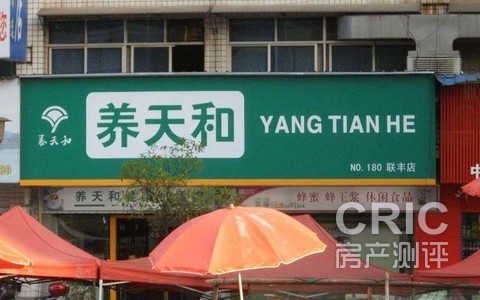 养天和
养天和
YANG TIAN HE
NO.180 联丰店
养天和
蜂蜜 蜂王浆 休闲食品
CRIC
房产测评